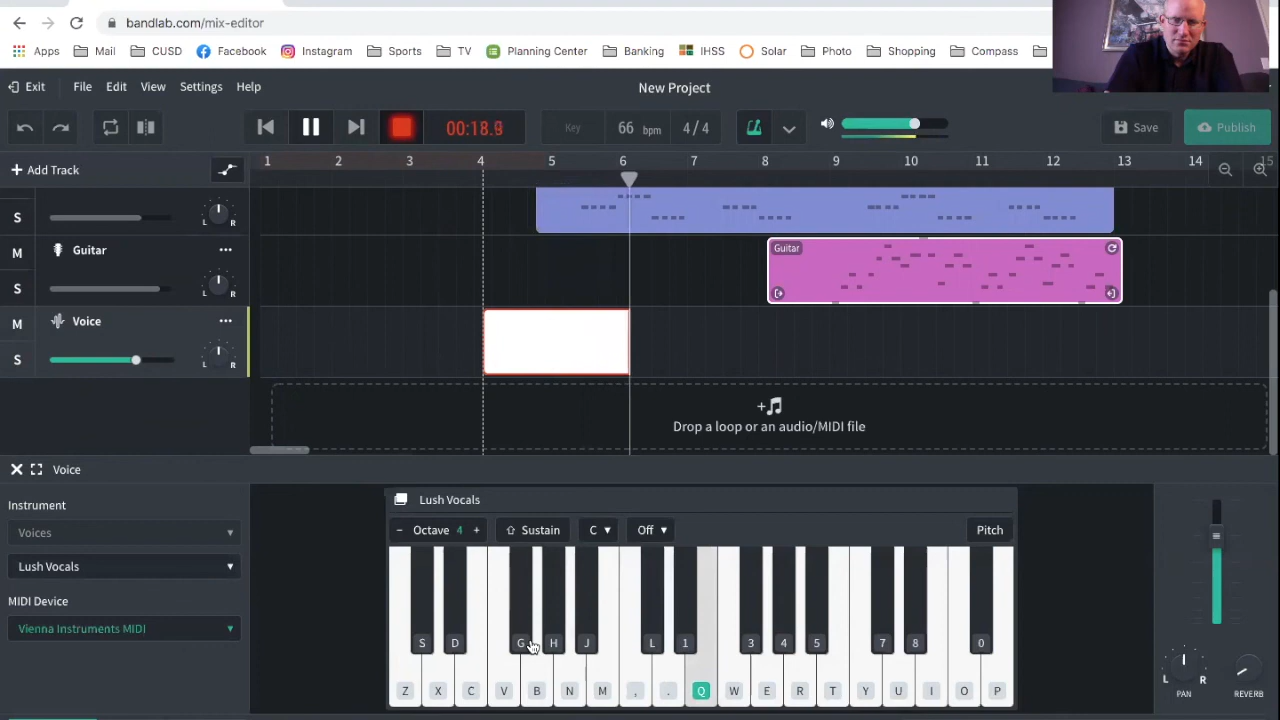 bandlab.com/mix-editor
Apps Mail CUSD Facebook Instagram Sports TV Planning Center Banking IHSS Solar Photo Shopping Compass
Exit File Edit View Settings Help New Project
00:18.9 Key 66 bpm 4/4 Save Publish
+ Add Track 1 2 3 4 5 6 7 8 9 10 11 12 13 14 15
S L R
M Guitar ••• Guitar
S L R
M Voice •••
S L R
Drop a loop or an audio/MIDI file
Voice
Instrument Lush Vocals
Voices - Octave 4 + Sustain C Off Pitch
Lush Vocals
MIDI Device
Vienna Instruments MIDI
S D G H J L 1 3 4 5 7 8 0
Z X C V B N M , . Q W E R T Y U I O P
L R
PAN REVERB